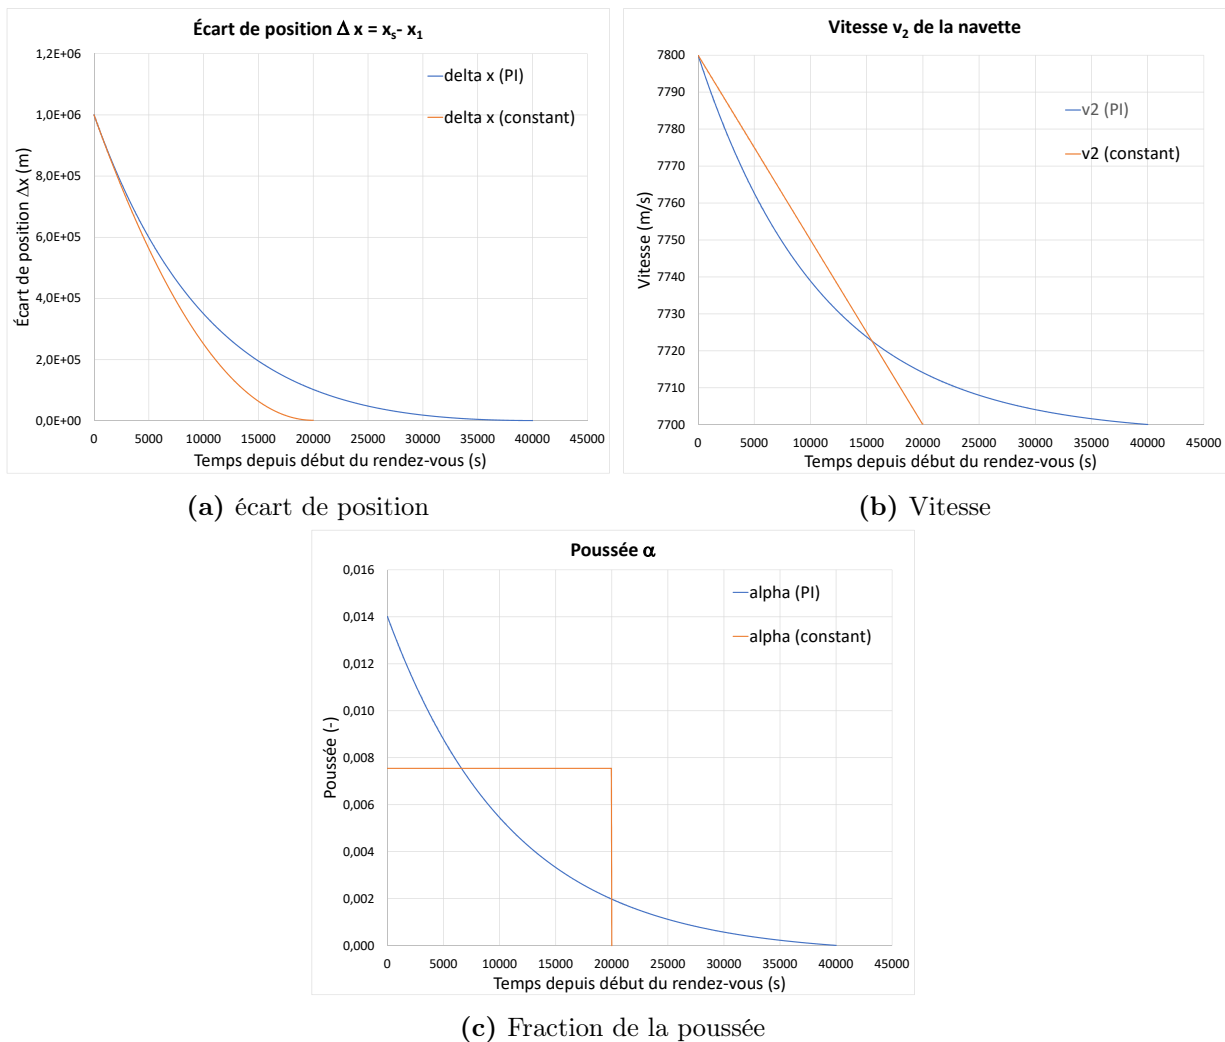 Écart de position Δ x = xₛ- x₁
1,2E+06
1,0E+06
8,0E+05
6,0E+05
4,0E+05
2,0E+05
0,0E+00
Écart de position Δx (m)
delta x (PI)
delta x (constant)
0 5000 10000 15000 20000 25000 30000 35000 40000 45000
Temps depuis début du rendez-vous (s)
(a) écart de position
Vitesse v₂ de la navette
7800
7790
7780
7770
7760
7750
7740
7730
7720
7710
7700
Vitesse (m/s)
v2 (PI)
v2 (constant)
0 5000 10000 15000 20000 25000 30000 35000 40000 45000
Temps depuis début du rendez-vous (s)
(b) Vitesse
Poussée α
0,016
0,014
0,012
0,010
0,008
0,006
0,004
0,002
0,000
Poussée (-)
alpha (PI)
alpha (constant)
0 5000 10000 15000 20000 25000 30000 35000 40000 45000
Temps depuis début du rendez-vous (s)
(c) Fraction de la poussée